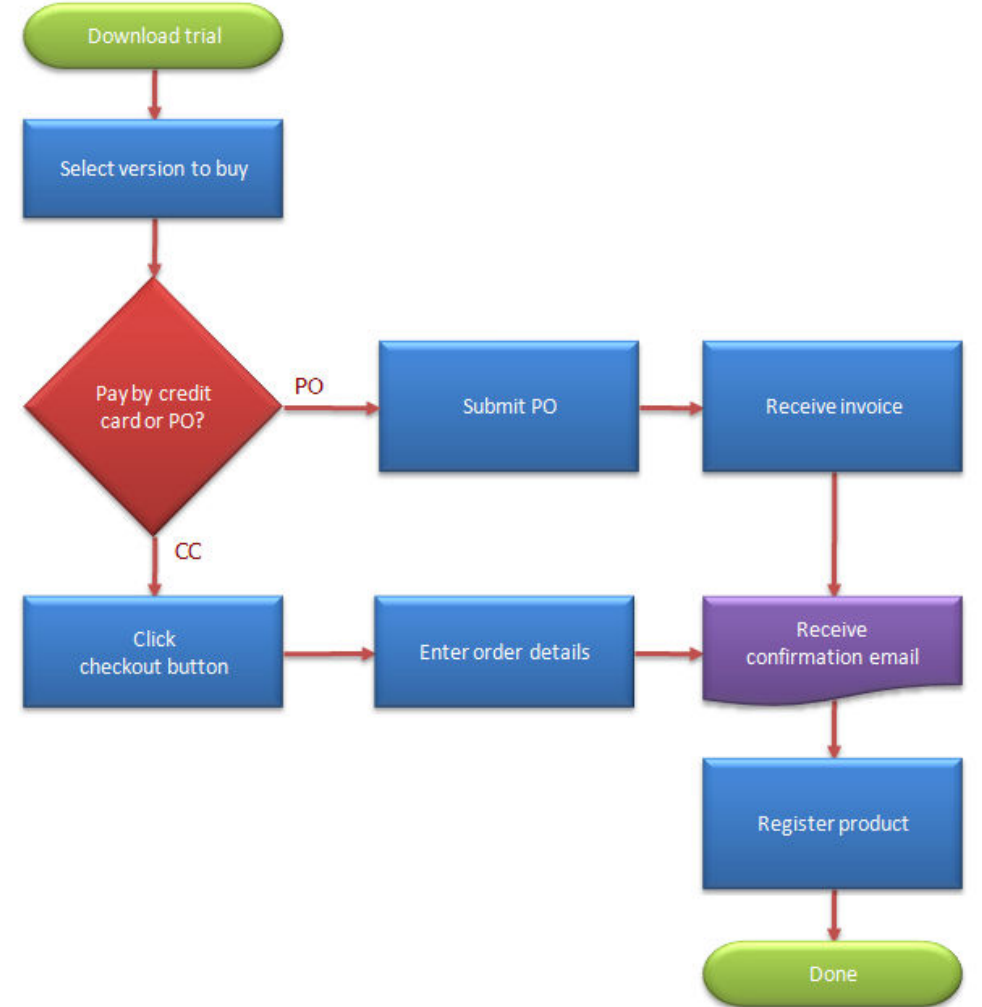 Download trial
Select version to buy
Pay by credit
card or PO?
PO
Submit PO
Receive invoice
CC
Click
checkout button
Enter order details
Receive
confirmation email
Register product
Done